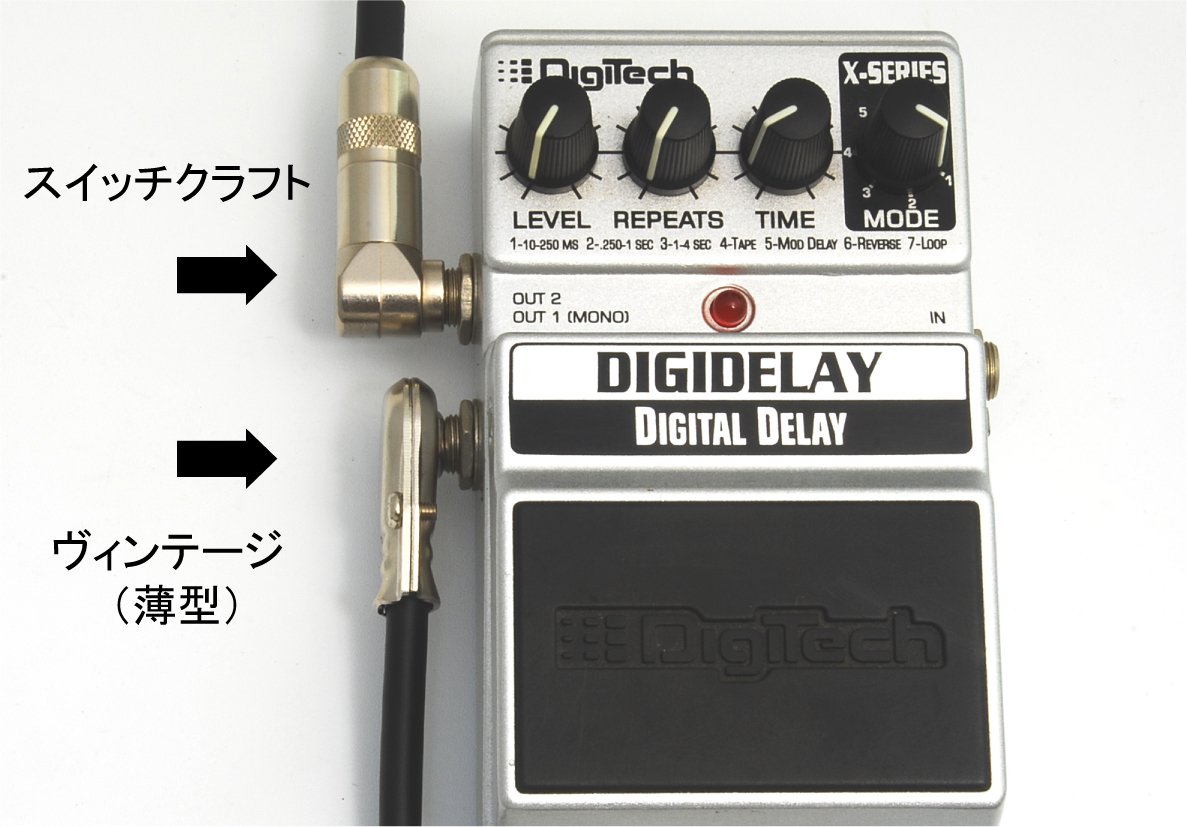 DigiTech
X-SERIES
5
4
3
2
1
LEVEL REPEATS TIME MODE
1-10-250 MS 2-.250-1 SEC 3-1-4 SEC 4-TAPE 5-MOD DELAY 6-REVERSE 7-LOOP
スイッチクラフト
OUT 2
OUT 1 (MONO)
IN
DIGIDELAY
DIGITAL DELAY
ヴィンテージ
（薄型）
DigiTech